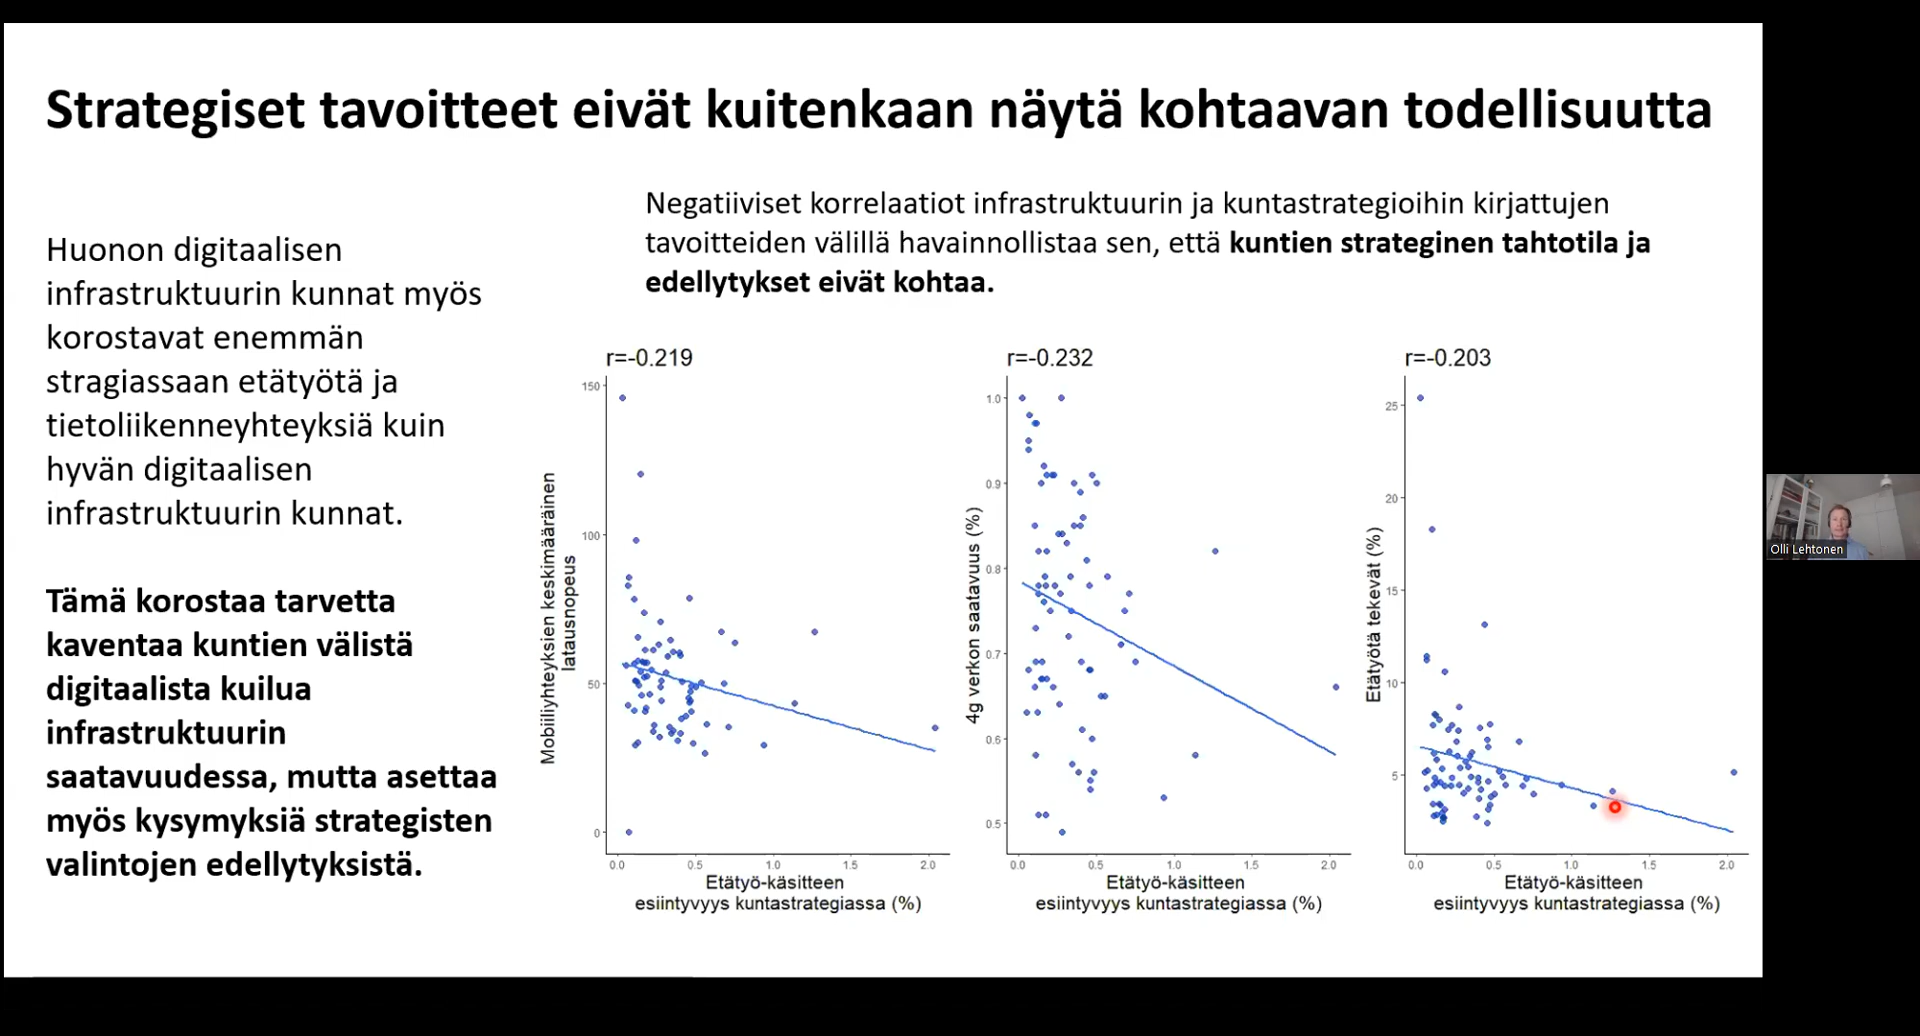 Strategiset tavoitteet eivät kuitenkaan näytä kohtaavan todellisuutta
Huonon digitaalisen
infrastruktuurin kunnat myös
korostavat enemmän
stragiassaan etätyötä ja
tietoliikenneyhteyksiä kuin
hyvän digitaalisen
infrastruktuurin kunnat.
Tämä korostaa tarvetta
kaventaa kuntien välistä
digitaalista kuilua
infrastruktuurin
saatavuudessa, mutta asettaa
myös kysymyksiä strategisten
valintojen edellytyksistä.
Negatiiviset korrelaatiot infrastruktuurin ja kuntastrategioihin kirjattujen
tavoitteiden välillä havainnollistaa sen, että kuntien strateginen tahtotila ja
edellytykset eivät kohtaa.
r=-0.219
Mobiiliyhteyksien keskimääräinen
latausnopeus
150
100
50
0
0.0 0.5 1.0 1.5 2.0
Etätyö-käsitteen
esiintyvyys kuntastrategiassa (%)
r=-0.232
4g verkon saatavuus (%)
1.0
0.9
0.8
0.7
0.6
0.5
0.0 0.5 1.0 1.5 2.0
Etätyö-käsitteen
esiintyvyys kuntastrategiassa (%)
r=-0.203
Etätyötä tekevät (%)
25
20
15
10
5
0.0 0.5 1.0 1.5 2.0
Etätyö-käsitteen
esiintyvyys kuntastrategiassa (%)
Olli Lehtonen